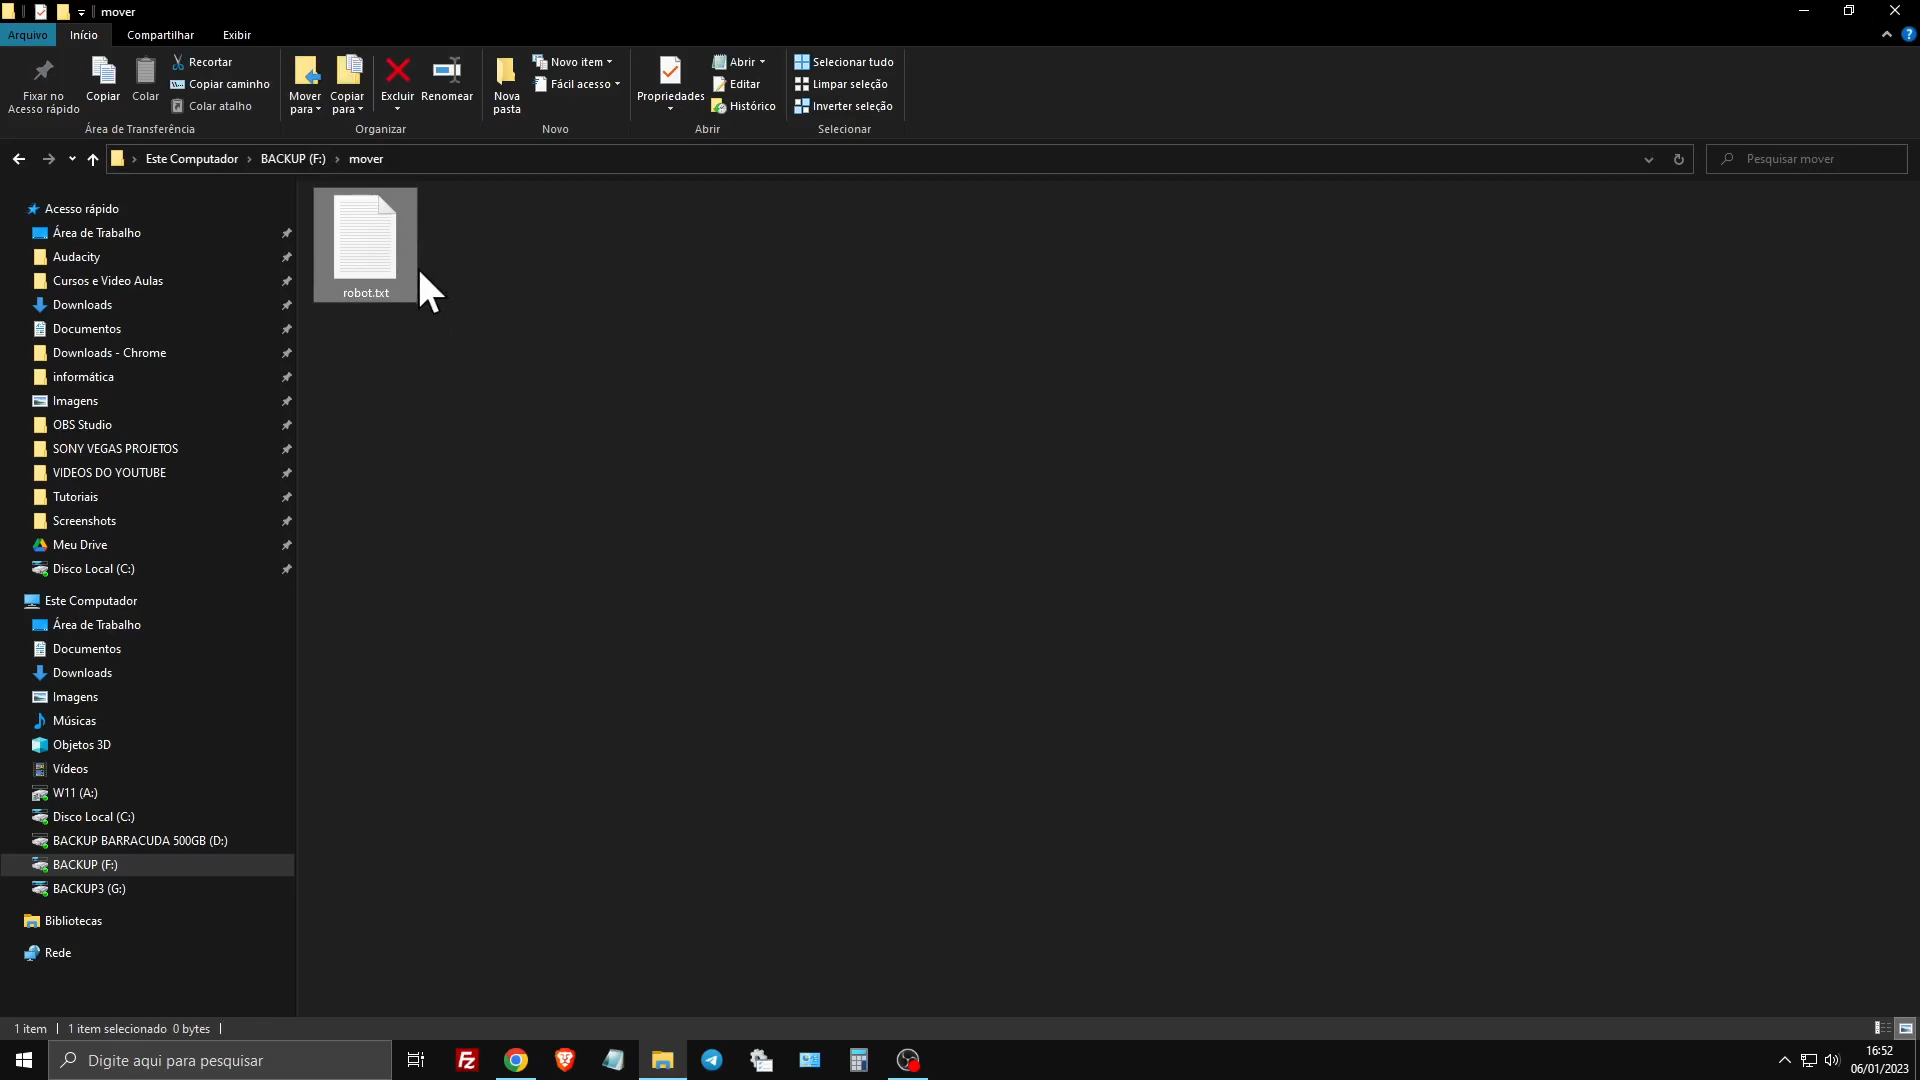 mover
Arquivo Início Compartilhar Exibir
Fixar no Acesso rápido
Copiar
Colar
Recortar
Copiar caminho
Colar atalho
Área de Transferência
Mover para
Copiar para
Excluir
Renomear
Organizar
Nova pasta
Novo item
Fácil acesso
Novo
Propriedades
Abrir
Editar
Histórico
Abrir
Selecionar tudo
Limpar seleção
Inverter seleção
Selecionar
Este Computador > BACKUP (F:) > mover
Pesquisar mover
Acesso rápido
Área de Trabalho
Audacity
Cursos e Video Aulas
Downloads
Documentos
Downloads - Chrome
informática
Imagens
OBS Studio
SONY VEGAS PROJETOS
VIDEOS DO YOUTUBE
Tutoriais
Screenshots
Meu Drive
Disco Local (C:)
Este Computador
Área de Trabalho
Documentos
Downloads
Imagens
Músicas
Objetos 3D
Vídeos
W11 (A:)
Disco Local (C:)
BACKUP BARRACUDA 500GB (D:)
BACKUP (F:)
BACKUP3 (G:)
Bibliotecas
Rede
robot.txt
1 item | 1 item selecionado 0 bytes |
Digite aqui para pesquisar
Fz
16:52
06/01/2023